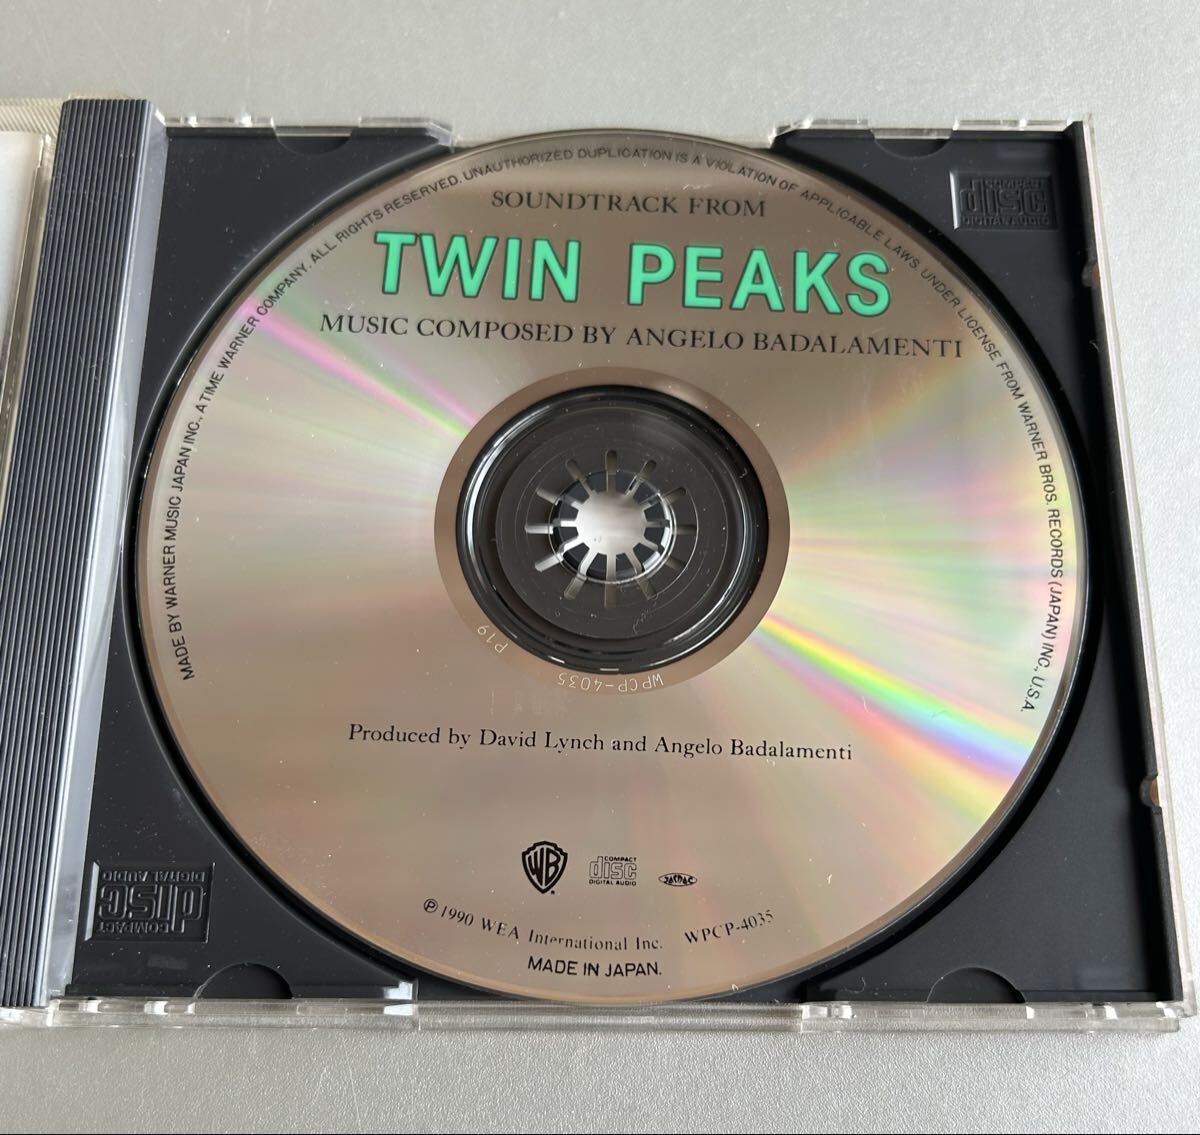 MADE BY WARNER MUSIC JAPAN INC., A TIME WARNER COMPANY. ALL RIGHTS RESERVED. UNAUTHORIZED DUPLICATION IS A VIOLATION OF APPLICABLE LAWS. UNDER LICENSE FROM WARNER BROS. RECORDS (JAPAN) INC., U.S.A.
SOUNDTRACK FROM
TWIN PEAKS
MUSIC COMPOSED BY ANGELO BADALAMENTI
COMPACT
disc
DIGITAL AUDIO
P19
WPCP-4035
Produced by David Lynch and Angelo Badalamenti
WB
COMPACT
disc
DIGITAL AUDIO
JASRAC
℗1990 WEA International Inc. WPCP-4035
MADE IN JAPAN.
COMPACT
disc
DIGITAL AUDIO